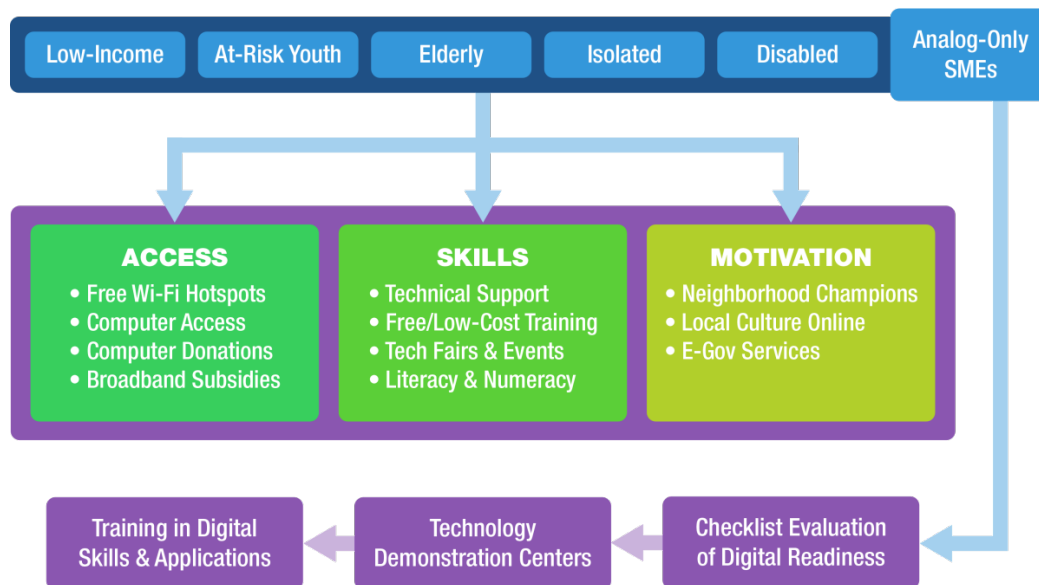 Low-Income
At-Risk Youth
Elderly
Isolated
Disabled
Analog-Only
SMEs
ACCESS
• Free Wi-Fi Hotspots
• Computer Access
• Computer Donations
• Broadband Subsidies
SKILLS
• Technical Support
• Free/Low-Cost Training
• Tech Fairs & Events
• Literacy & Numeracy
MOTIVATION
• Neighborhood Champions
• Local Culture Online
• E-Gov Services
Training in Digital
Skills & Applications
Technology
Demonstration Centers
Checklist Evaluation
of Digital Readiness